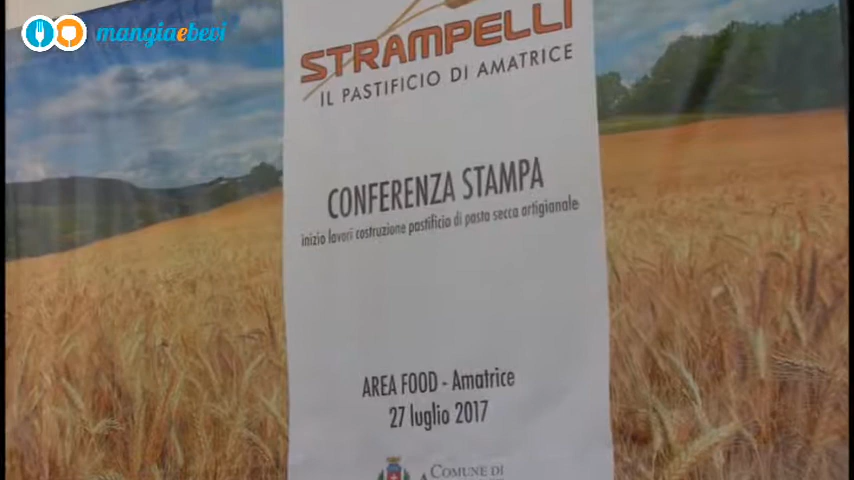 mangiaebevi
STRAMPELLI
IL PASTIFICIO DI AMATRICE
CONFERENZA STAMPA
inizio lavori costruzione pastificio di pasta secca artigianale
AREA FOOD - Amatrice
27 luglio 2017
COMUNE DI